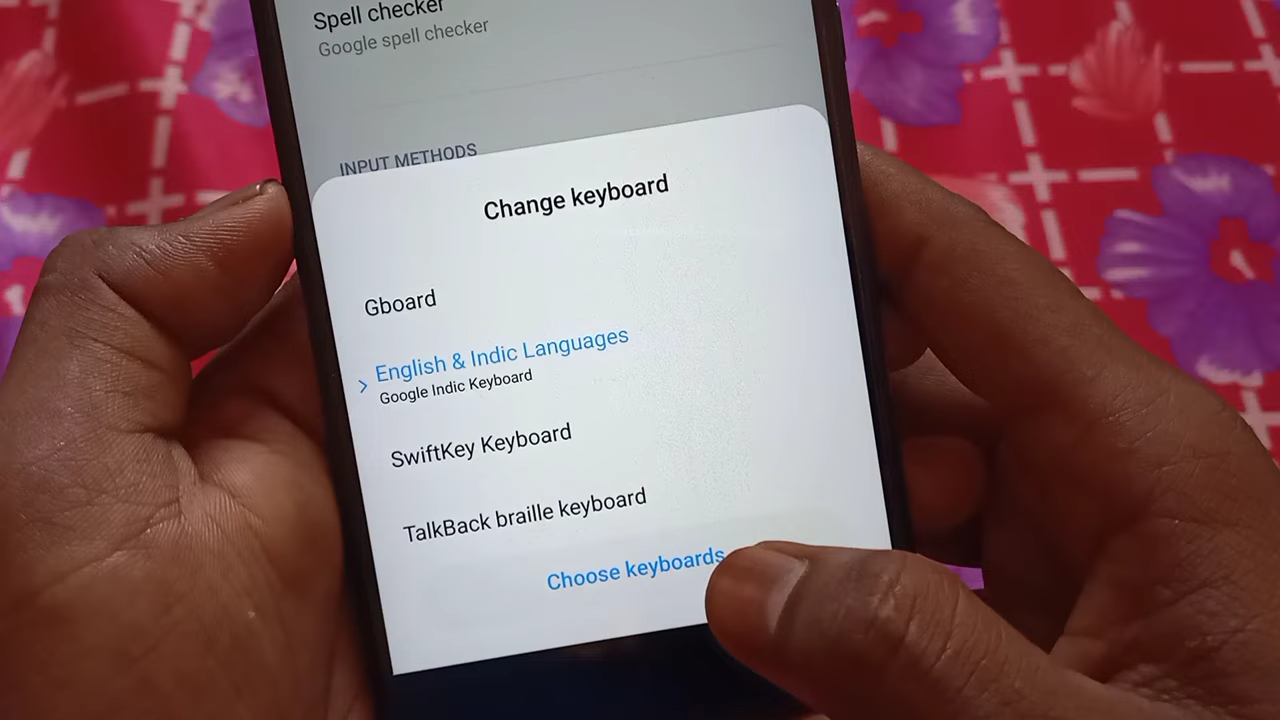 Spell checker
Google spell checker
INPUT METHODS
Change keyboard
Gboard
English & Indic Languages
Google Indic Keyboard
SwiftKey Keyboard
TalkBack braille keyboard
Choose keyboards